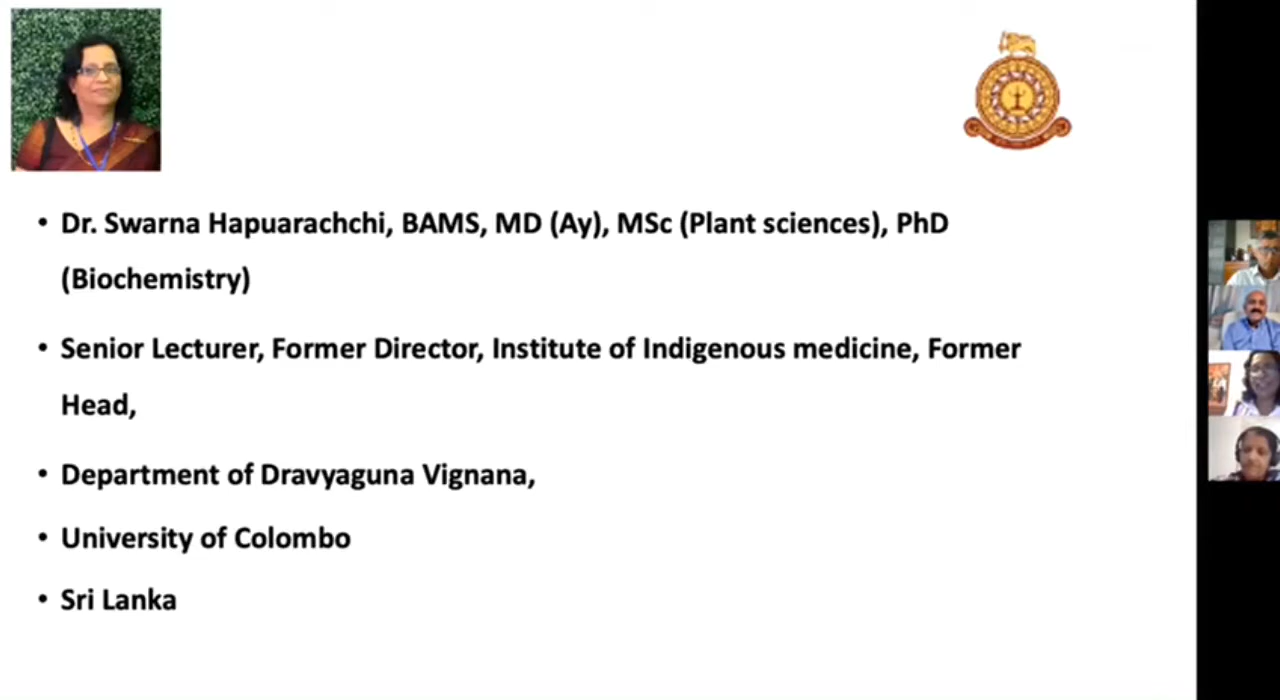 • Dr. Swarna Hapuarachchi, BAMS, MD (Ay), MSc (Plant sciences), PhD
(Biochemistry)
• Senior Lecturer, Former Director, Institute of Indigenous medicine, Former
Head,
• Department of Dravyaguna Vignana,
• University of Colombo
• Sri Lanka